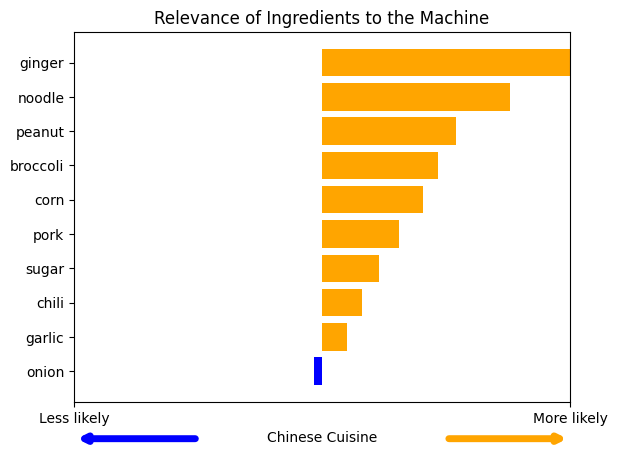 Relevance of Ingredients to the Machine
ginger
noodle
peanut
broccoli
corn
pork
sugar
chili
garlic
onion
Less likely
More likely
Chinese Cuisine